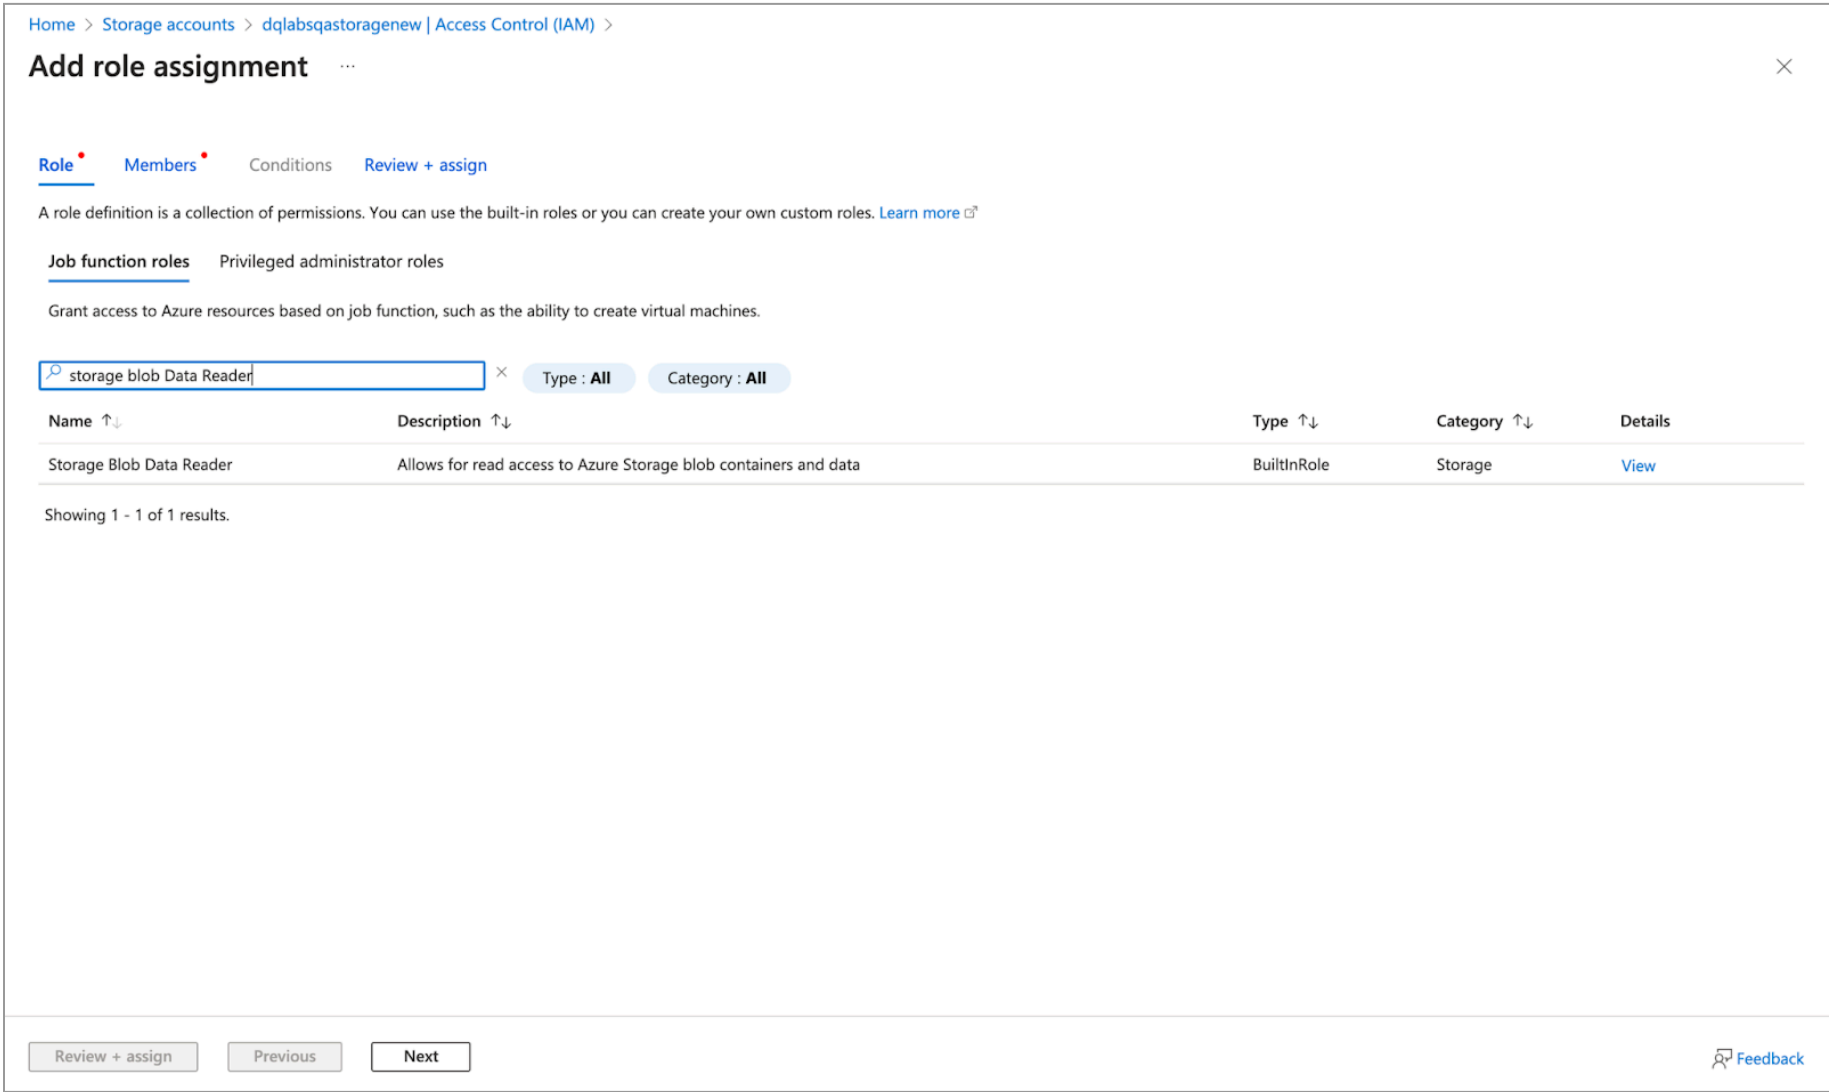 Home > Storage accounts > dqlabsqastoragenew | Access Control (IAM) >
Add role assignment ...
Role Members Conditions Review + assign
A role definition is a collection of permissions. You can use the built-in roles or you can create your own custom roles. Learn more
Job function roles Privileged administrator roles
Grant access to Azure resources based on job function, such as the ability to create virtual machines.
storage blob Data Reader × Type : All Category : All
Name ↑↓ Description ↑↓ Type ↑↓ Category ↑↓ Details
Storage Blob Data Reader Allows for read access to Azure Storage blob containers and data BuiltInRole Storage View
Showing 1 - 1 of 1 results.
Review + assign Previous Next Feedback